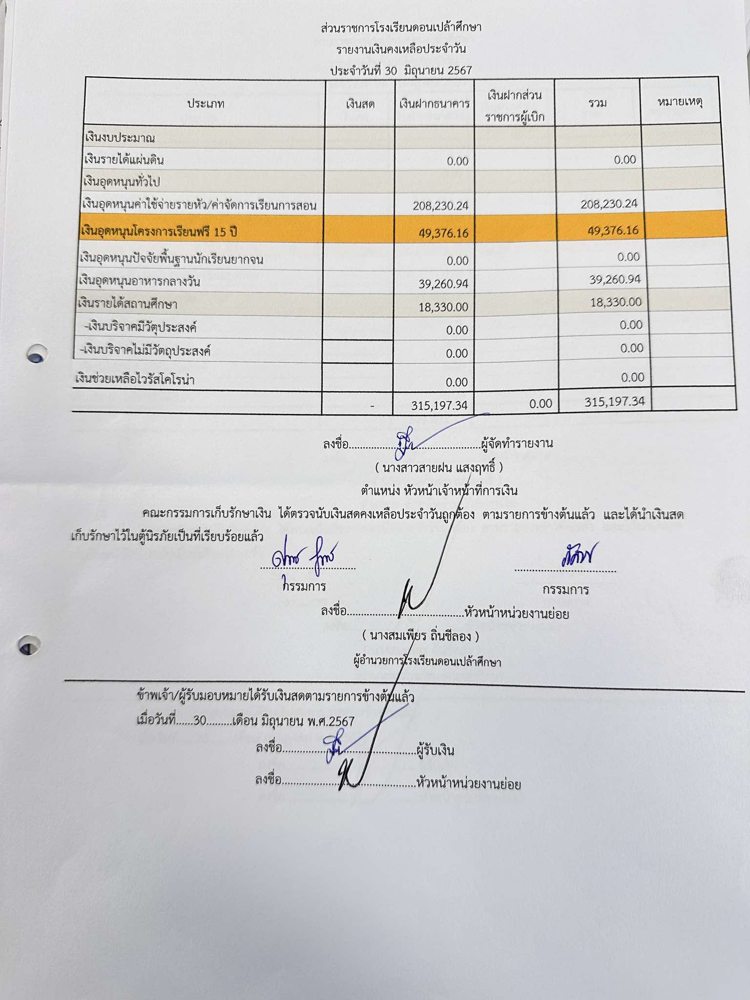 ส่วนราชการโรงเรียนดอนเปล้าศึกษา
รายงานเงินคงเหลือประจำวัน
ประจำวันที่ 30 มิถุนายน 2567
ประเภท เงินสด เงินฝากธนาคาร เงินฝากส่วนราชการผู้เบิก รวม หมายเหตุ
เงินงบประมาณ
เงินรายได้แผ่นดิน 0.00 0.00
เงินอุดหนุนทั่วไป
เงินอุดหนุนค่าใช้จ่ายรายหัว/ค่าจัดการเรียนการสอน 208,230.24 208,230.24
เงินอุดหนุนโครงการเรียนฟรี 15 ปี 49,376.16 49,376.16
เงินอุดหนุนปัจจัยพื้นฐานนักเรียนยากจน 0.00 0.00
เงินอุดหนุนอาหารกลางวัน 39,260.94 39,260.94
เงินรายได้สถานศึกษา 18,330.00 18,330.00
-เงินบริจาคมีวัตุประสงค์ 0.00 0.00
-เงินบริจาคไม่มีวัตถุประสงค์ 0.00 0.00
เงินช่วยเหลือไวรัสโคโรน่า 0.00 0.00
- 315,197.34 0.00 315,197.34
ลงชื่อ............................................ผู้จัดทำรายงาน
( นางสาวสายฝน แสงฤทธิ์ )
ตำแหน่ง หัวหน้าเจ้าหน้าที่การเงิน
คณะกรรมการเก็บรักษาเงิน ได้ตรวจนับเงินสดคงเหลือประจำวันถูกต้อง ตามรายการข้างต้นแล้ว และได้นำเงินสด
เก็บรักษาไว้ในตู้นิรภัยเป็นที่เรียบร้อยแล้ว
กรรมการ กรรมการ
ลงชื่อ.......................................หัวหน้าหน่วยงานย่อย
( นางสมเพียร ถิ่นชีลอง )
ผู้อำนวยการโรงเรียนดอนเปล้าศึกษา
ข้าพเจ้า/ผู้รับมอบหมายได้รับเงินสดตามรายการข้างต้นแล้ว
เมื่อวันที่......30.........เดือน มิถุนายน พ.ศ.2567
ลงชื่อ............................................ผู้รับเงิน
ลงชื่อ............................................หัวหน้าหน่วยงานย่อย